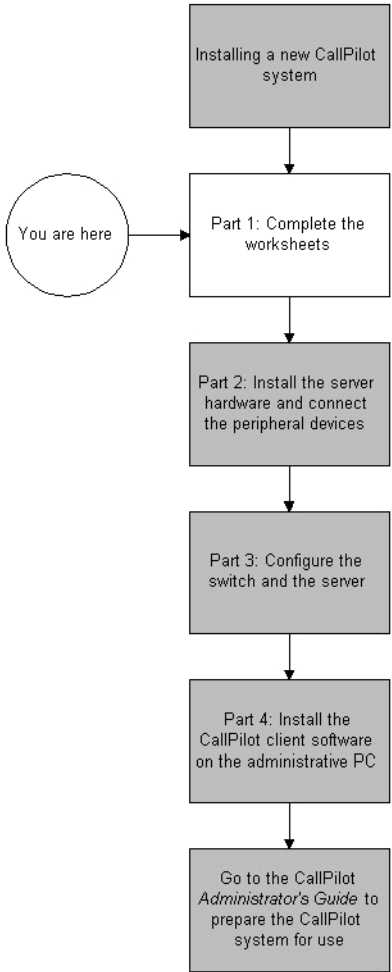 Installing a new CallPilot
system
You are here
Part 1: Complete the
worksheets
Part 2: Install the server
hardware and connect
the peripheral devices
Part 3: Configure the
switch and the server
Part 4: Install the
CallPilot client software
on the administrative PC
Go to the CallPilot
Administrator's Guide to
prepare the CallPilot
system for use